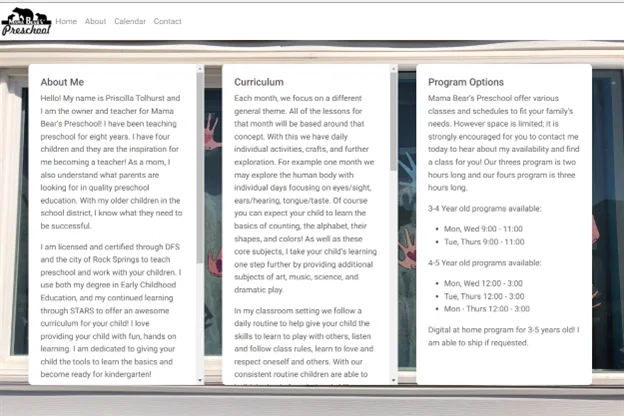 Mama Bear's
Preschool
Home About Calendar Contact
About Me
Hello! My name is Priscilla Tolhurst and
I am the owner and teacher for Mama
Bear's Preschool! I have been teaching
preschool for eight years. I have four
children and they are the inspiration for
me becoming a teacher! As a mom, I
also understand what parents are
looking for in quality preschool
education. With my older children in the
school district, I know what they need to
be successful.
I am licensed and certified through DFS
and the city of Rock Springs to teach
preschool and work with your children. I
use both my degree in Early Childhood
Education, and my continued learning
through STARS to offer an awesome
curriculum for your child! I love
providing your child with fun, hands on
learning. I am dedicated to giving your
child the tools to learn the basics and
become ready for kindergarten!
Curriculum
Each month, we focus on a different
general theme. All of the lessons for
that month will be based around that
concept. With this we have daily
individual activities, crafts, and further
exploration. For example one month we
may explore the human body with
individual days focusing on eyes/sight,
ears/hearing, tongue/taste. Of course
you can expect your child to learn the
basics of counting, the alphabet, their
shapes, and colors! As well as these
core subjects, I take your child's learning
one step further by providing additional
subjects of art, music, science, and
dramatic play.
In my classroom setting we follow a
daily routine to help give your child the
skills to learn to play with others, listen
and follow class rules, learn to love and
respect oneself and others. With our
consistent routine children are able to
Program Options
Mama Bear's Preschool offer various
classes and schedules to fit your family's
needs. However space is limited; it is
strongly encouraged for you to contact me
today to hear about my availability and find
a class for you! Our threes program is two
hours long and our fours program is three
hours long.
3-4 Year old programs available:
• Mon, Wed 9:00 - 11:00
• Tue, Thurs 9:00 - 11:00
4-5 Year old programs available:
• Mon, Wed 12:00 - 3:00
• Tue, Thurs 12:00 - 3:00
• Mon - Thurs 12:00 - 3:00
Digital at home program for 3-5 years old! I
am able to ship if requested.